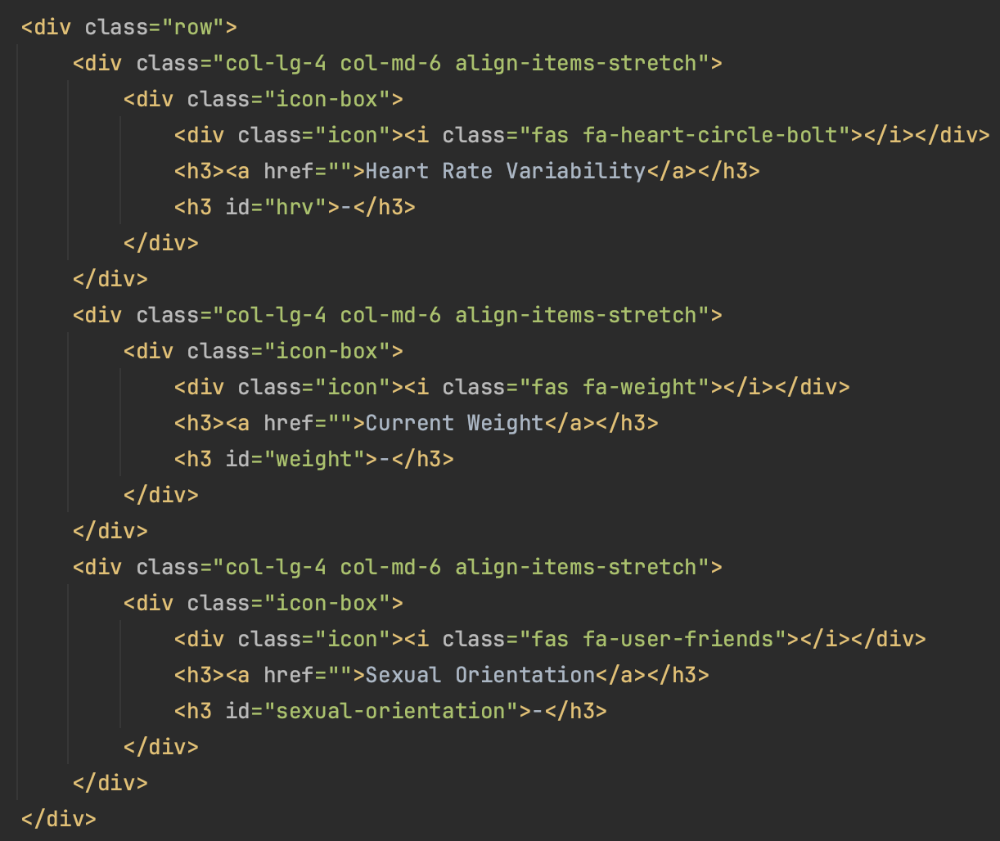 <div class="row">
    <div class="col-lg-4 col-md-6 align-items-stretch">
        <div class="icon-box">
            <div class="icon"><i class="fas fa-heart-circle-bolt"></i></div>
            <h3><a href="">Heart Rate Variability</a></h3>
            <h3 id="hrv">-</h3>
        </div>
    </div>
    <div class="col-lg-4 col-md-6 align-items-stretch">
        <div class="icon-box">
            <div class="icon"><i class="fas fa-weight"></i></div>
            <h3><a href="">Current Weight</a></h3>
            <h3 id="weight">-</h3>
        </div>
    </div>
    <div class="col-lg-4 col-md-6 align-items-stretch">
        <div class="icon-box">
            <div class="icon"><i class="fas fa-user-friends"></i></div>
            <h3><a href="">Sexual Orientation</a></h3>
            <h3 id="sexual-orientation">-</h3>
        </div>
    </div>
</div>